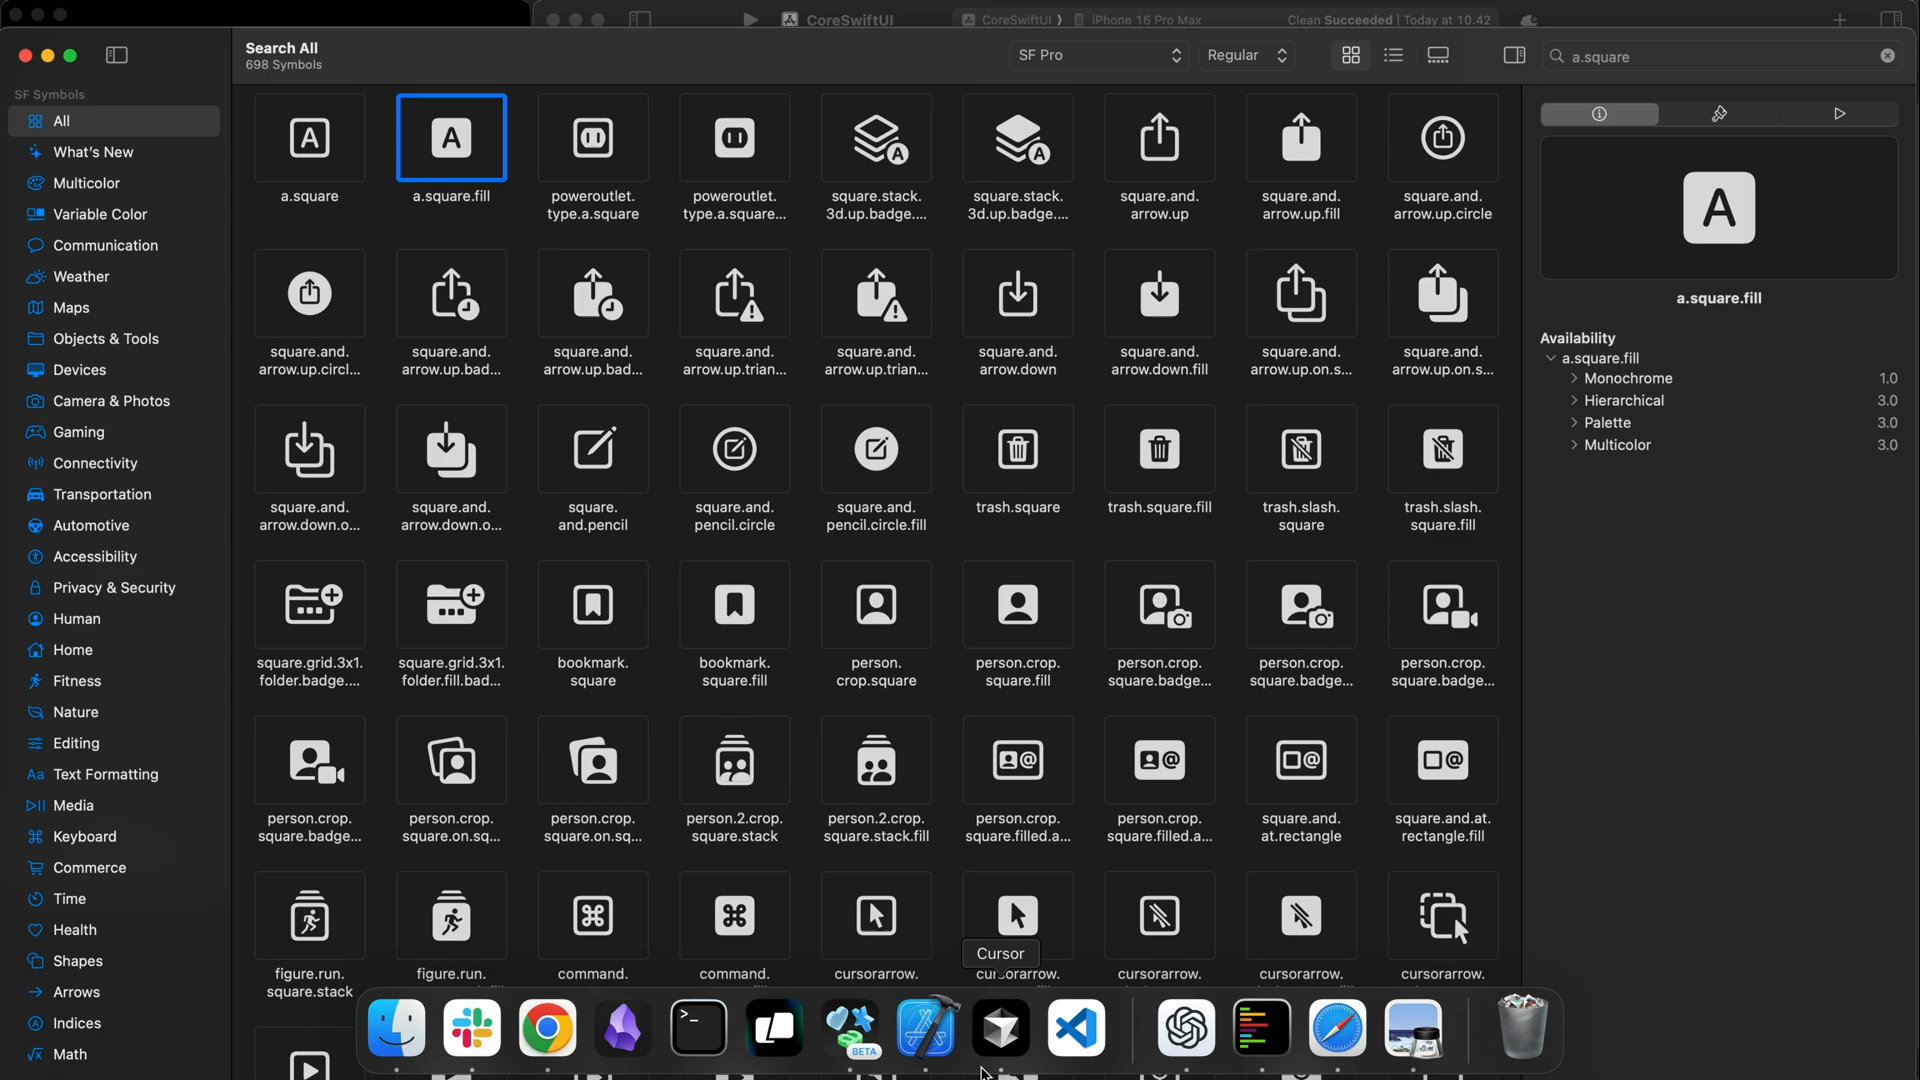 CoreSwiftUI
CoreSwiftUI ⟩ iPhone 16 Pro Max
Clean Succeeded | Today at 10.42
Search All
698 Symbols
SF Pro
Regular
a.square
SF Symbols
All
What's New
Multicolor
Variable Color
Communication
Weather
Maps
Objects & Tools
Devices
Camera & Photos
Gaming
Connectivity
Transportation
Automotive
Accessibility
Privacy & Security
Human
Home
Fitness
Nature
Editing
Aa Text Formatting
Media
Keyboard
Commerce
Time
Health
Shapes
Arrows
Indices
√x Math
A
A
A
A
a.square
a.square.fill
poweroutlet.
type.a.square
poweroutlet.
type.a.square...
square.stack.
3d.up.badge....
square.stack.
3d.up.badge....
square.and.
arrow.up
square.and.
arrow.up.fill
square.and.
arrow.up.circle
square.and.
arrow.up.circl...
square.and.
arrow.up.bad...
square.and.
arrow.up.bad...
square.and.
arrow.up.trian...
square.and.
arrow.up.trian...
square.and.
arrow.down
square.and.
arrow.down.fill
square.and.
arrow.up.on.s...
square.and.
arrow.up.on.s...
square.and.
arrow.down.o...
square.and.
arrow.down.o...
square.
and.pencil
square.and.
pencil.circle
square.and.
pencil.circle.fill
trash.square
trash.square.fill
trash.slash.
square
trash.slash.
square.fill
square.grid.3x1.
folder.badge....
square.grid.3x1.
folder.fill.bad...
bookmark.
square
bookmark.
square.fill
person.
crop.square
person.crop.
square.fill
person.crop.
square.badge...
person.crop.
square.badge...
person.crop.
square.badge...
@
@
@
@
person.crop.
square.badge...
person.crop.
square.on.sq...
person.crop.
square.on.sq...
person.2.crop.
square.stack
person.2.crop.
square.stack.fill
person.crop.
square.filled.a...
person.crop.
square.filled.a...
square.and.
at.rectangle
square.and.at.
rectangle.fill
⌘
⌘
Cursor
figure.run.
square.stack
figure.run.
command.
command.
cursorarrow.
cursorarrow.
cursorarrow.
cursorarrow.
cursorarrow.
A
a.square.fill
Availability
a.square.fill
Monochrome 1.0
Hierarchical 3.0
Palette 3.0
Multicolor 3.0
>_
BETA